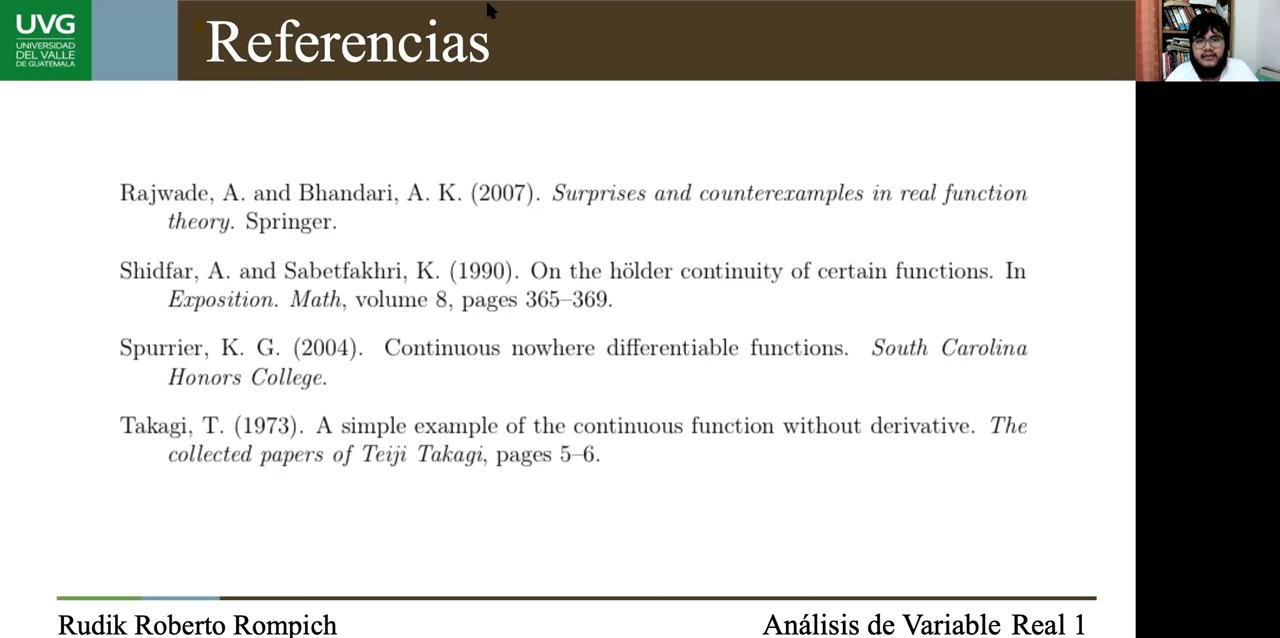 UVG
UNIVERSIDAD
DEL VALLE
DE GUATEMALA
Referencias
Rajwade, A. and Bhandari, A. K. (2007). Surprises and counterexamples in real function
theory. Springer.
Shidfar, A. and Sabetfakhri, K. (1990). On the hölder continuity of certain functions. In
Exposition. Math, volume 8, pages 365–369.
Spurrier, K. G. (2004). Continuous nowhere differentiable functions. South Carolina
Honors College.
Takagi, T. (1973). A simple example of the continuous function without derivative. The
collected papers of Teiji Takagi, pages 5–6.
Rudik Roberto Rompich
Análisis de Variable Real 1